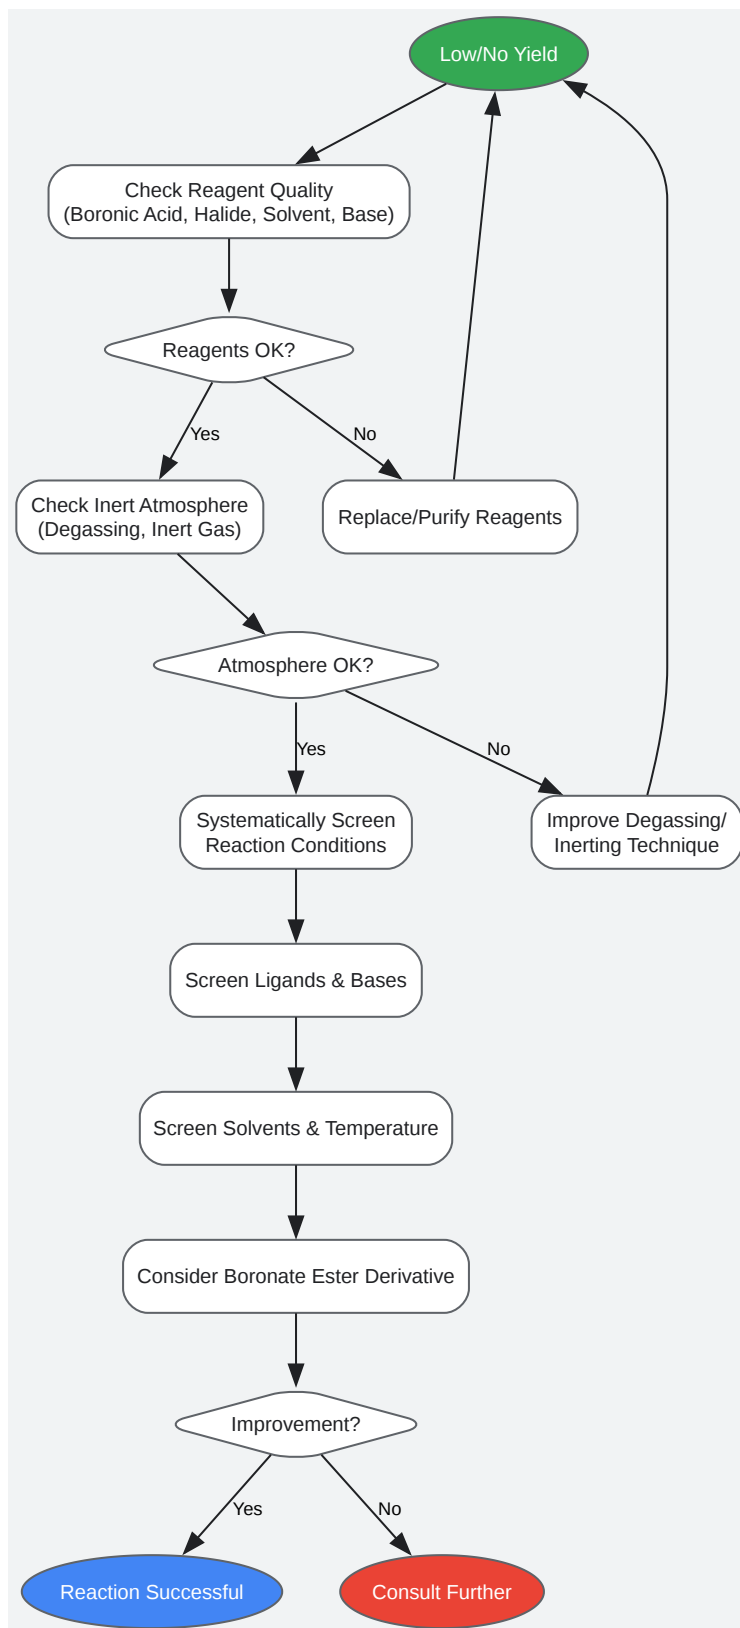 Low/No Yield
Check Reagent Quality
(Boronic Acid, Halide, Solvent, Base)
Reagents OK?
Yes
No
Check Inert Atmosphere
(Degassing, Inert Gas)
Replace/Purify Reagents
Atmosphere OK?
Yes
No
Systematically Screen
Reaction Conditions
Improve Degassing/
Inerting Technique
Screen Ligands & Bases
Screen Solvents & Temperature
Consider Boronate Ester Derivative
Improvement?
Yes
No
Reaction Successful
Consult Further